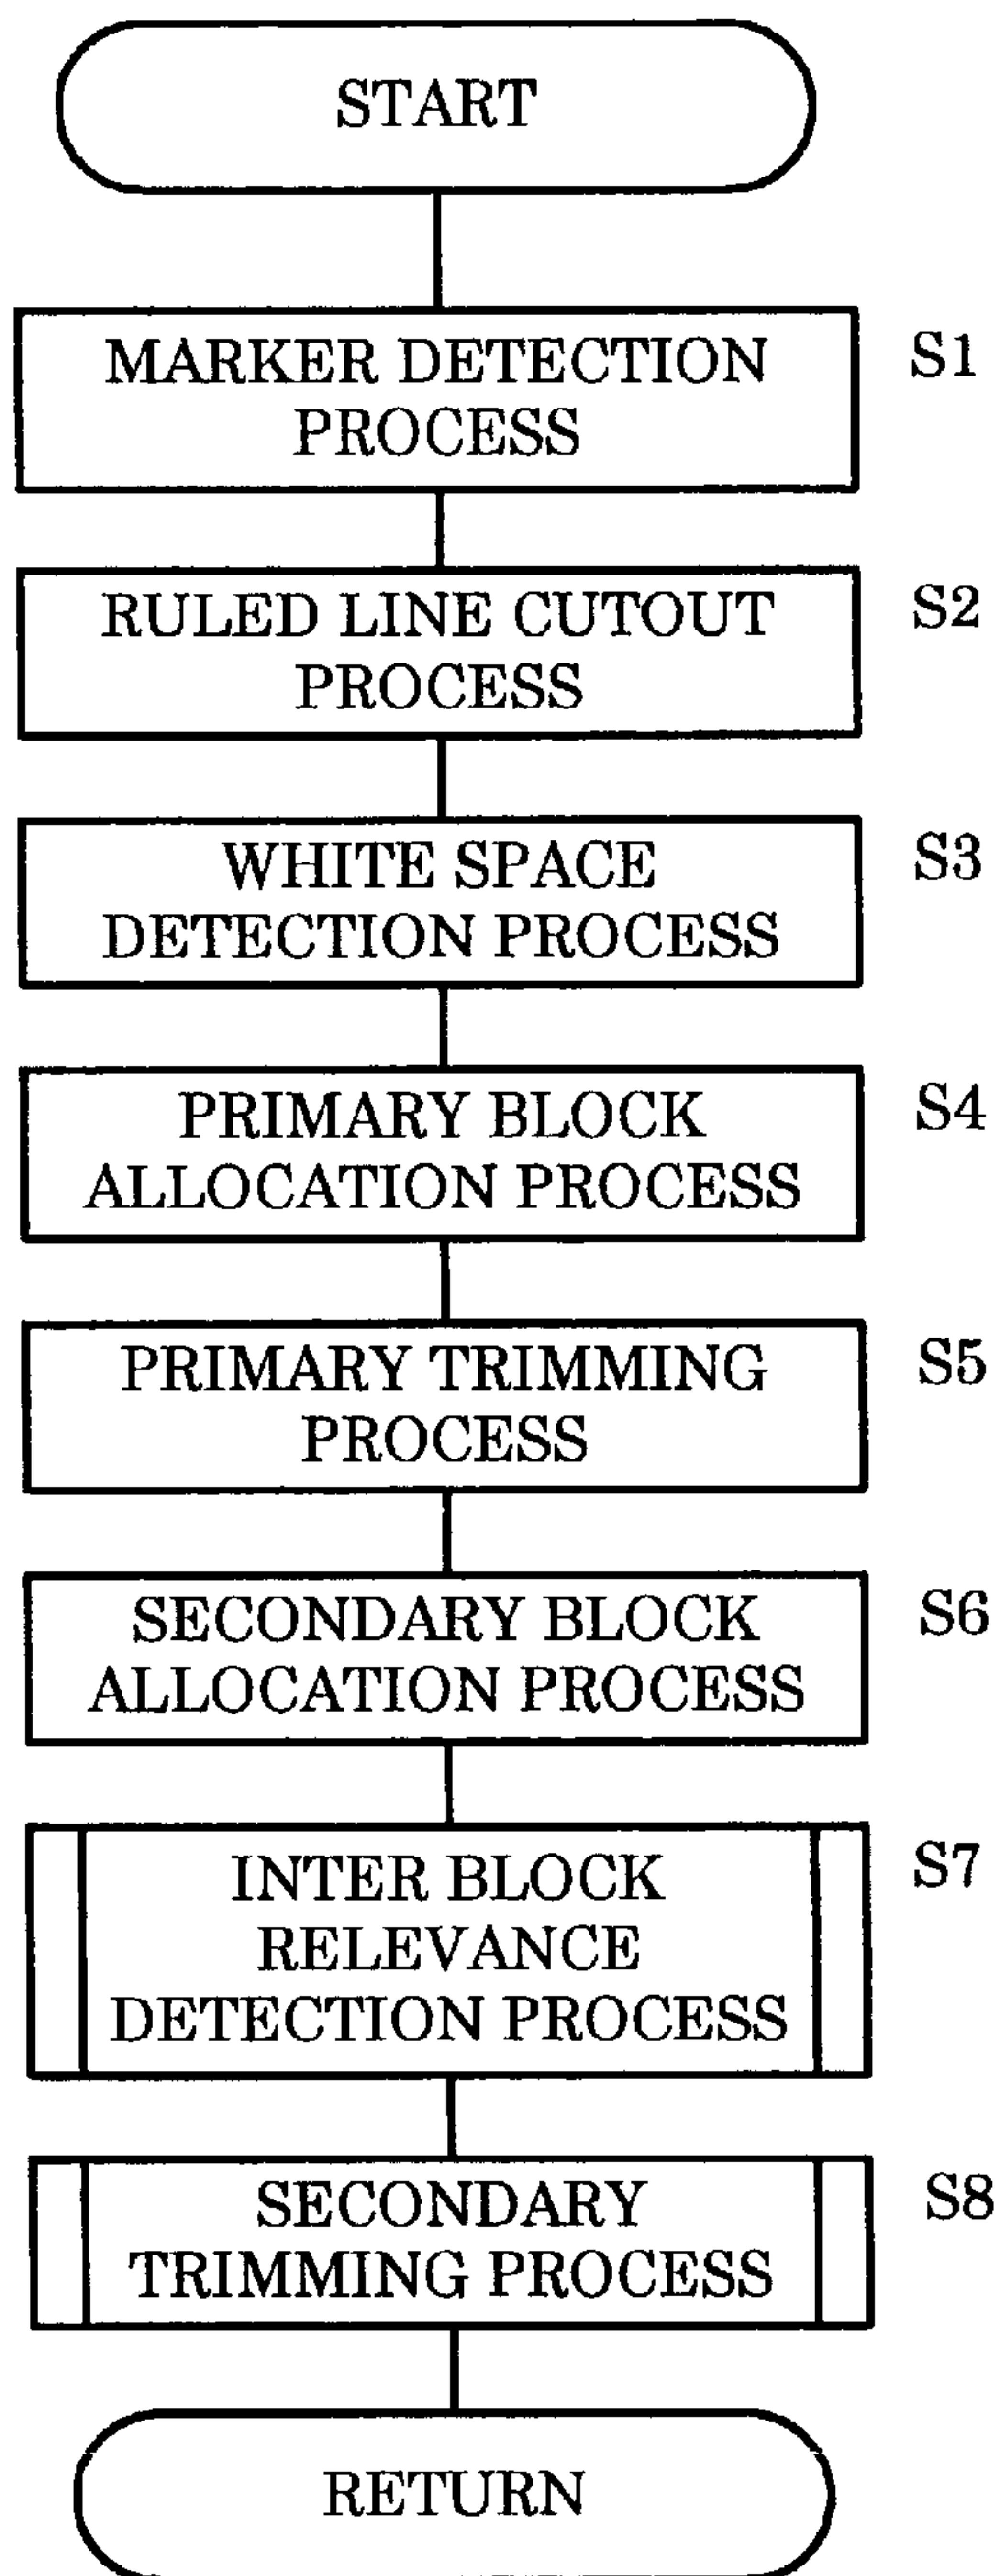 START
MARKER DETECTION
PROCESS
S1
RULED LINE CUTOUT
PROCESS
S2
WHITE SPACE
DETECTION PROCESS
S3
PRIMARY BLOCK
ALLOCATION PROCESS
S4
PRIMARY TRIMMING
PROCESS
S5
SECONDARY BLOCK
ALLOCATION PROCESS
S6
INTER BLOCK
RELEVANCE
DETECTION PROCESS
S7
SECONDARY
TRIMMING PROCESS
S8
RETURN